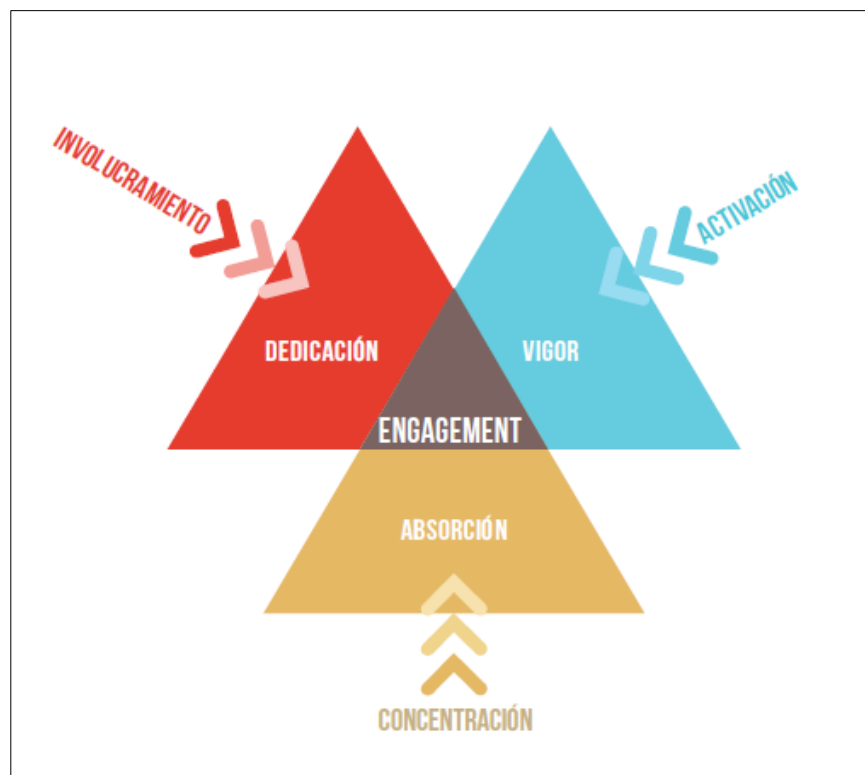 INVOLUCRAMIENTO
ACTIVACIÓN
DEDICACIÓN
VIGOR
ENGAGEMENT
ABSORCIÓN
CONCENTRACIÓN